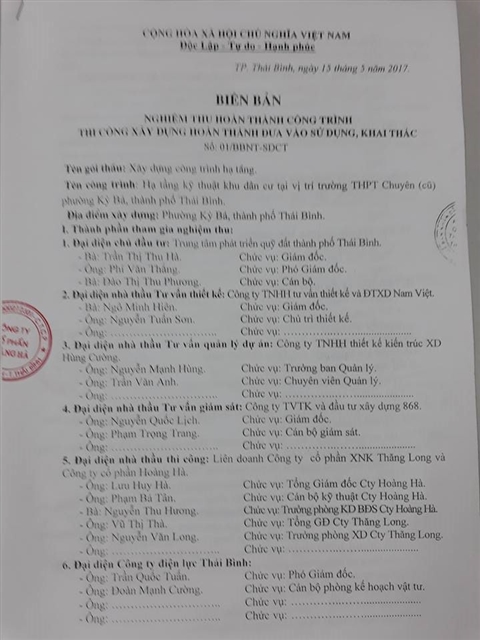 CỘNG HÒA XÃ HỘI CHỦ NGHĨA VIỆT NAM
Độc Lập - Tự do - Hạnh phúc
TP. Thái Bình, ngày 15 tháng 5 năm 2017.
BIÊN BẢN
NGHIỆM THU HOÀN THÀNH CÔNG TRÌNH
THI CÔNG XÂY DỰNG HOÀN THÀNH ĐƯA VÀO SỬ DỤNG, KHAI THÁC
Số: 01/BBNT-SDCT
Tên gói thầu: Xây dựng công trình hạ tầng.
Tên công trình: Hạ tầng kỹ thuật khu dân cư tại vị trí trường THPT Chuyên (cũ)
phường Kỳ Bá, thành phố Thái Bình.
Địa điểm xây dựng: Phường Kỳ Bá, thành phố Thái Bình.
I. Thành phần tham gia nghiệm thu:
1. Đại diện chủ đầu tư: Trung tâm phát triển quỹ đất thành phố Thái Bình.
- Bà: Trần Thị Thu Hà. Chức vụ: Giám đốc.
- Ông: Phí Văn Thắng. Chức vụ: Phó Giám đốc.
- Bà: Đào Thị Thu Phương. Chức vụ: Cán bộ.
2. Đại diện nhà thầu Tư vấn thiết kế: Công ty TNHH tư vấn thiết kế và ĐTXD Nam Việt.
- Bà: Ngô Minh Hiền. Chức vụ: Giám đốc.
- Ông: Nguyễn Tuấn Sơn. Chức vụ: Chủ trì thiết kế.
- Ông: ........................ Chức vụ: ........................
3. Đại diện nhà thầu Tư vấn quản lý dự án: Công ty TNHH thiết kế kiến trúc XD
Hùng Cường.
- Ông: Nguyễn Mạnh Hùng. Chức vụ: Trưởng ban Quản lý.
- Ông: Trần Văn Anh. Chức vụ: Chuyên viên Quản lý.
- Ông: ........................ Chức vụ: ........................
4. Đại diện nhà thầu Tư vấn giám sát: Công ty TVTK và đầu tư xây dựng 868.
- Ông: Nguyễn Quốc Lịch. Chức vụ: Giám đốc.
- Ông: Phạm Trọng Trang. Chức vụ: Cán bộ giám sát.
- Ông: ........................ Chức vụ: ........................
5. Đại diện nhà thầu thi công: Liên doanh Công ty cổ phần XNK Thăng Long và
Công ty cổ phần Hoàng Hà.
- Ông: Lưu Huy Hà. Chức vụ: Tổng Giám đốc Cty Hoàng Hà.
- Ông: Phạm Bá Tân. Chức vụ: Cán bộ kỹ thuật Cty Hoàng Hà.
- Bà: Nguyễn Thu Hương. Chức vụ: Trưởng phòng KD BĐS Cty Hoàng Hà.
- Ông: Vũ Thị Thà. Chức vụ: Tổng GĐ Cty Thăng Long.
- Ông: Nguyễn Văn Long. Chức vụ: Trưởng phòng XD Cty Thăng Long.
- Ông: ........................ Chức vụ: ........................
6. Đại diện Công ty điện lực Thái Bình:
- Ông: Trần Quốc Tuấn. Chức vụ: Phó Giám đốc.
- Ông: Đoàn Mạnh Cường. Chức vụ: Cán bộ phòng kế hoạch vật tư.
- Ông: ........................ Chức vụ: ........................
- Ông: ........................ Chức vụ: ........................